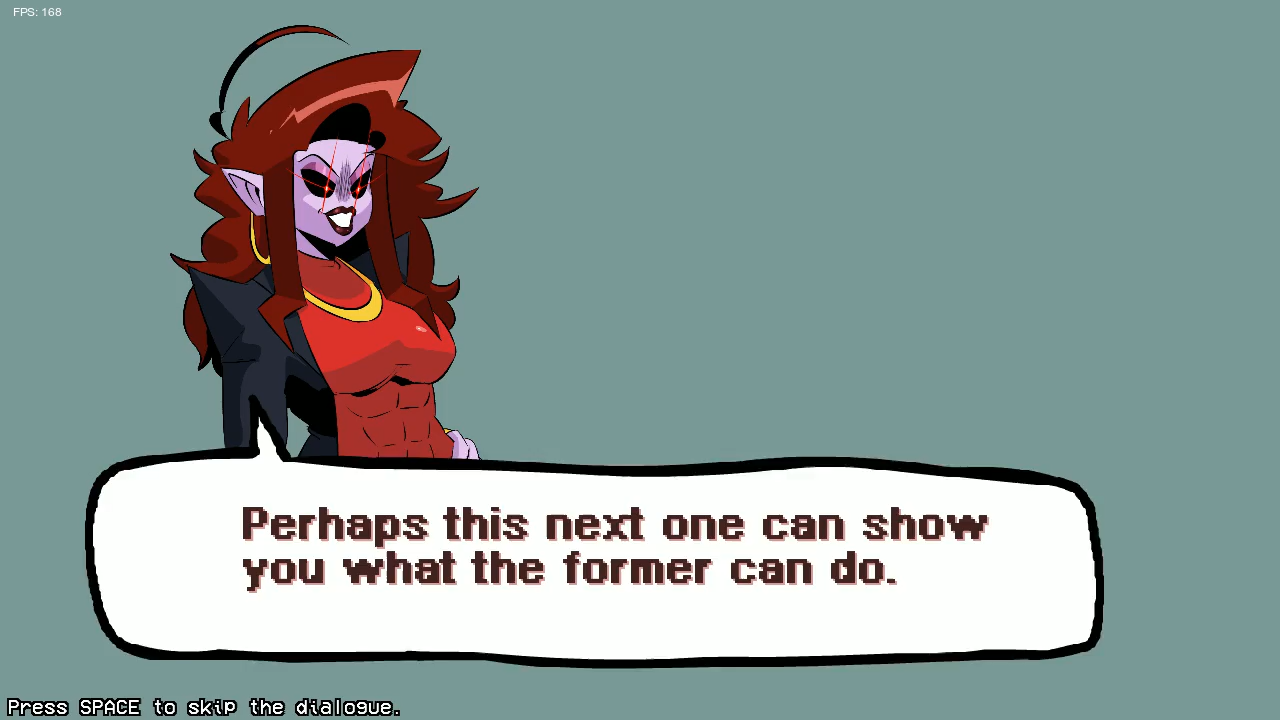 FPS: 168
Perhaps this next one can show
you what the former can do.
Press SPACE to skip the dialogue.